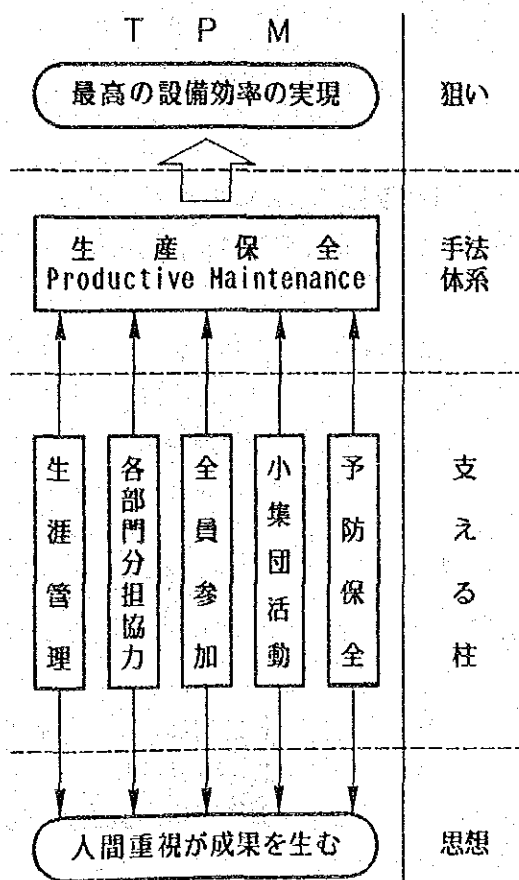 T P M
最高の設備効率の実現
狙い
生産保全
Productive Maintenance
手法
体系
生涯管理
各部門分担協力
全員参加
小集団活動
予防保全
支える柱
人間重視が成果を生む
思想